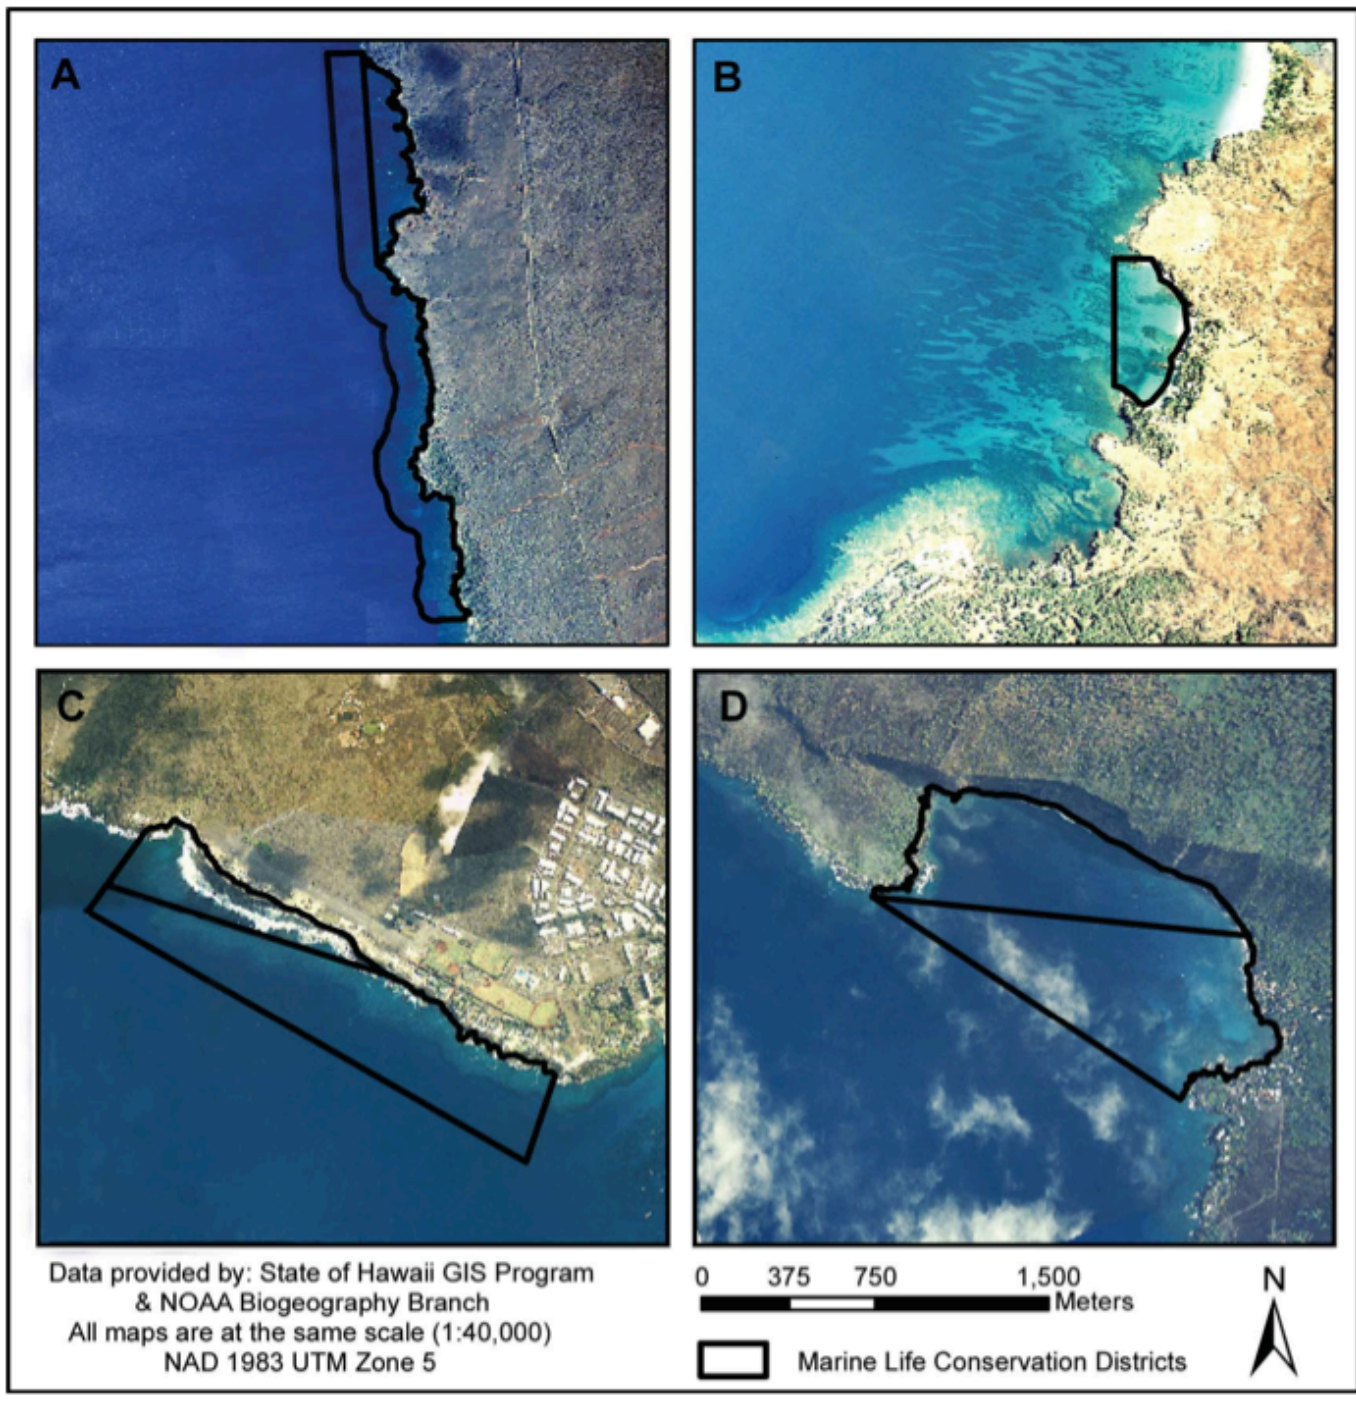 A
B
C
D
Data provided by: State of Hawaii GIS Program
& NOAA Biogeography Branch
All maps are at the same scale (1:40,000)
NAD 1983 UTM Zone 5
0 375 750 1,500
Meters
Marine Life Conservation Districts
N